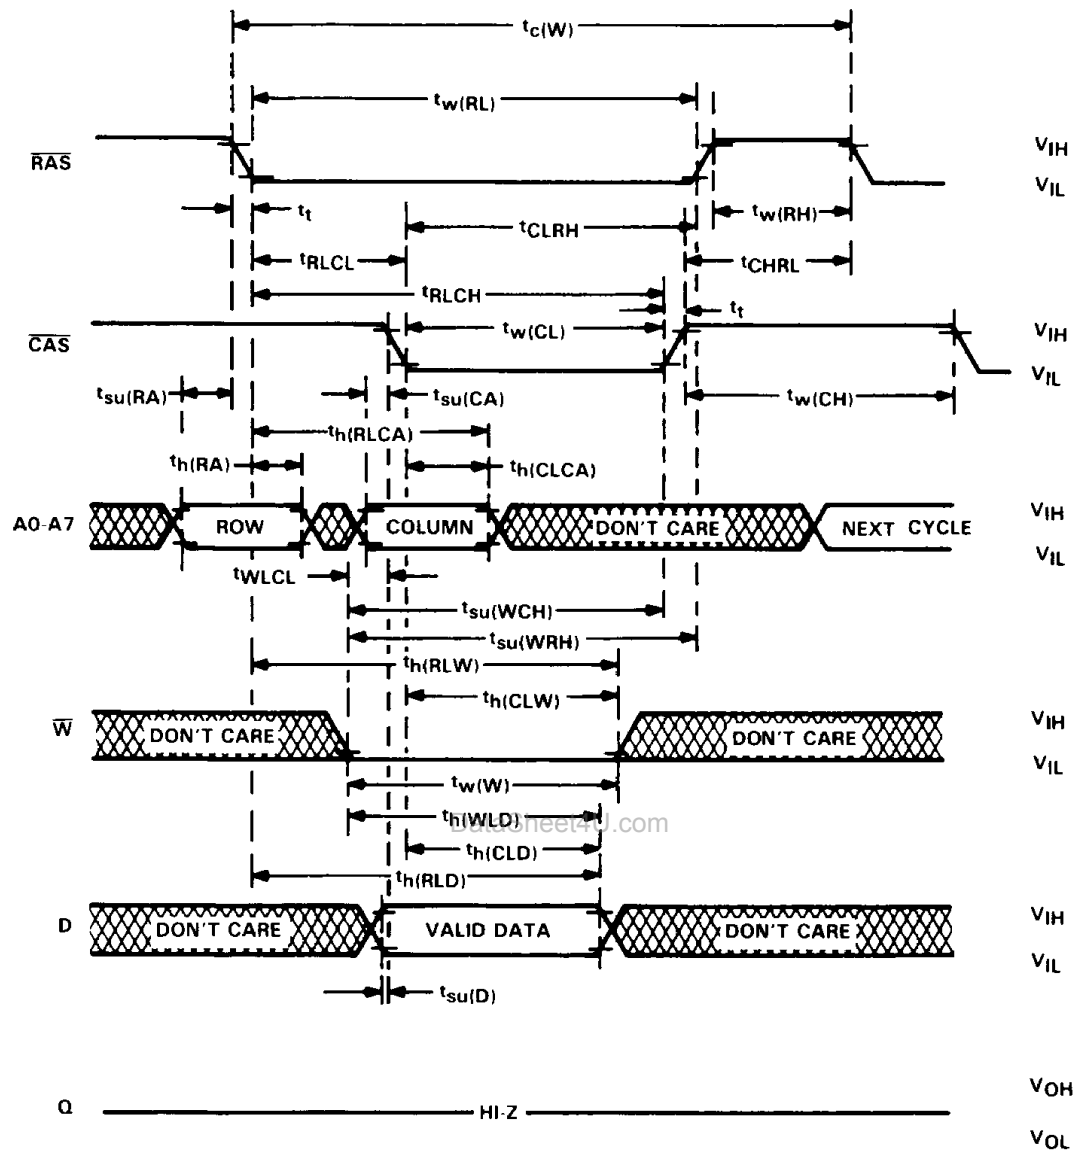 tc(W)
tw(RL)
RAS
VIH
VIL
tt
tw(RH)
tCLRH
tRLCL
tCHRL
tRLCH
tt
CAS
tw(CL)
VIH
VIL
tsu(RA)
tsu(CA)
tw(CH)
th(RLCA)
th(RA)
th(CLCA)
A0-A7
ROW
COLUMN
DON'T CARE
NEXT CYCLE
VIH
VIL
tWLCL
tsu(WCH)
tsu(WRH)
th(RLW)
th(CLW)
W
DON'T CARE
DON'T CARE
VIH
VIL
tw(W)
th(WLD)
DataSheet4U.com
th(CLD)
th(RLD)
D
DON'T CARE
VALID DATA
DON'T CARE
VIH
VIL
tsu(D)
Q
HI-Z
VOH
VOL